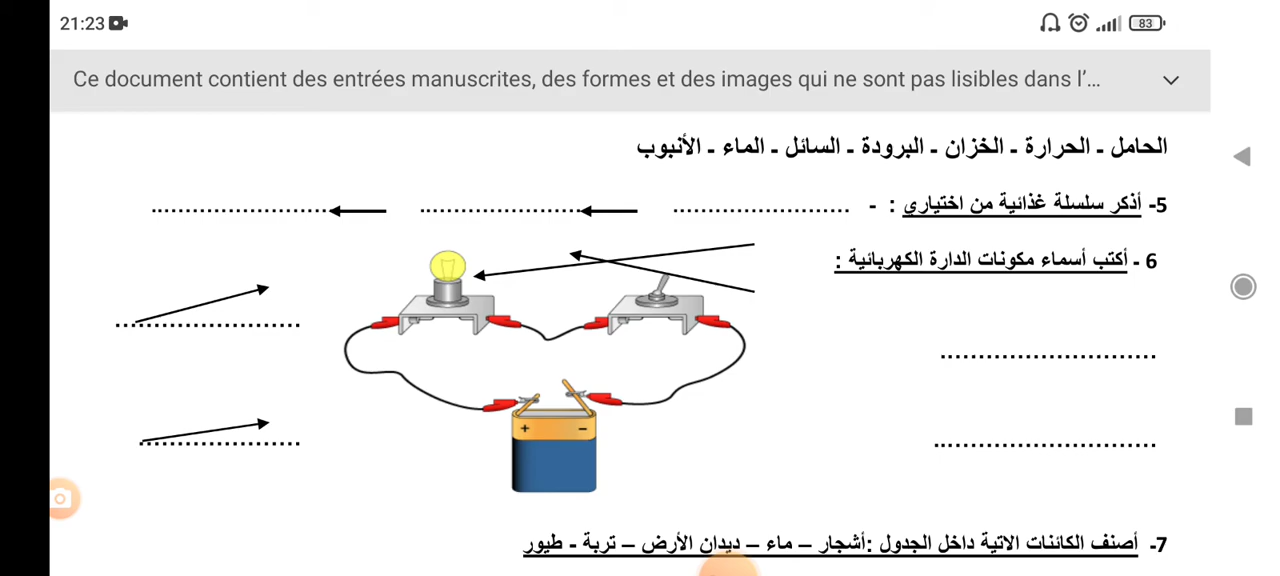 21:23
83
Ce document contient des entrées manuscrites, des formes et des images qui ne sont pas lisibles dans l’...
الحامل - الحرارة - الخزان - البرودة - السائل - الماء - الأنبوب
5- أذكر سلسلة غذائية من اختياري : - ........................ ........................ ........................
6 - أكتب أسماء مكونات الدارة الكهربائية :
........................
........................
........................
........................
+ −
7- أصنف الكائنات الاتية داخل الجدول :أشجار – ماء – ديدان الأرض – تربة - طيور